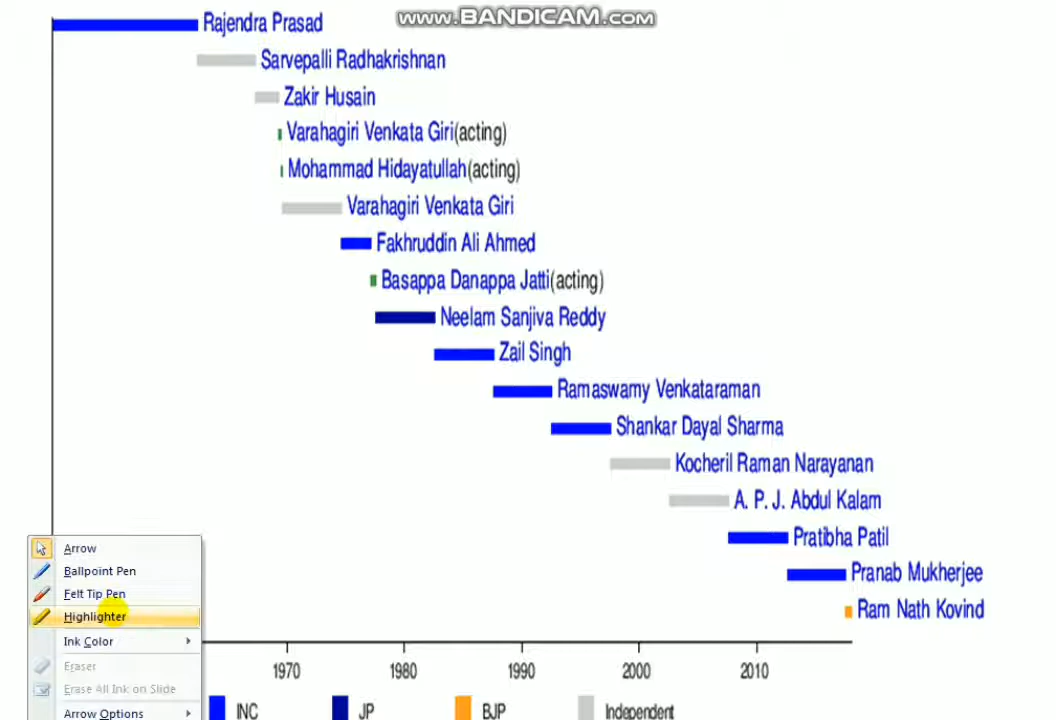 www.BANDICAM.com
Rajendra Prasad
Sarvepalli Radhakrishnan
Zakir Husain
Varahagiri Venkata Giri(acting)
Mohammad Hidayatullah(acting)
Varahagiri Venkata Giri
Fakhruddin Ali Ahmed
Basappa Danappa Jatti(acting)
Neelam Sanjiva Reddy
Zail Singh
Ramaswamy Venkataraman
Shankar Dayal Sharma
Kocheril Raman Narayanan
A. P. J. Abdul Kalam
Pratibha Patil
Pranab Mukherjee
Ram Nath Kovind
Arrow
Ballpoint Pen
Felt Tip Pen
Highlighter
Ink Color
Eraser
Erase All Ink on Slide
Arrow Options
1970 1980 1990 2000 2010
INC JP BJP Independent